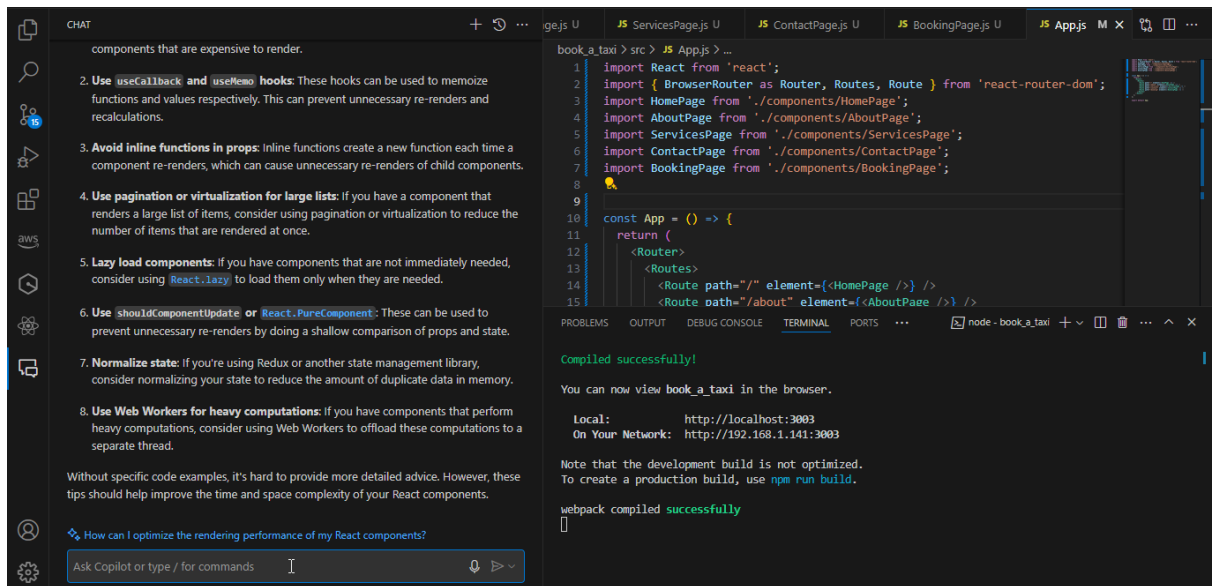 CHAT
components that are expensive to render.
2. Use useCallback and useMemo hooks: These hooks can be used to memoize
functions and values respectively. This can prevent unnecessary re-renders and
recalculations.
3. Avoid inline functions in props: Inline functions create a new function each time a
component re-renders, which can cause unnecessary re-renders of child components.
4. Use pagination or virtualization for large lists: If you have a component that
renders a large list of items, consider using pagination or virtualization to reduce the
number of items that are rendered at once.
5. Lazy load components: If you have components that are not immediately needed,
consider using React.lazy to load them only when they are needed.
6. Use shouldComponentUpdate or React.PureComponent: These can be used to
prevent unnecessary re-renders by doing a shallow comparison of props and state.
7. Normalize state: If you're using Redux or another state management library,
consider normalizing your state to reduce the amount of duplicate data in memory.
8. Use Web Workers for heavy computations: If you have components that perform
heavy computations, consider using Web Workers to offload these computations to a
separate thread.
Without specific code examples, it's hard to provide more detailed advice. However, these
tips should help improve the time and space complexity of your React components.
How can I optimize the rendering performance of my React components?
Ask Copilot or type / for commands
15
aws
ge.js U JS ServicesPage.js U JS ContactPage.js U JS BookingPage.js U JS App.js M
book_a_taxi > src > JS App.js > ...
1 import React from 'react';
2 import { BrowserRouter as Router, Routes, Route } from 'react-router-dom';
3 import HomePage from './components/HomePage';
4 import AboutPage from './components/AboutPage';
5 import ServicesPage from './components/ServicesPage';
6 import ContactPage from './components/ContactPage';
7 import BookingPage from './components/BookingPage';
8
9
10 const App = () => {
11 return (
12 <Router>
13 <Routes>
14 <Route path="/" element={<HomePage />} />
15 <Route path="/about" element={<AboutPage />} />
PROBLEMS OUTPUT DEBUG CONSOLE TERMINAL PORTS ... node - book_a_taxi
Compiled successfully!
You can now view book_a_taxi in the browser.
Local: http://localhost:3003
On Your Network: http://192.168.1.141:3003
Note that the development build is not optimized.
To create a production build, use npm run build.
webpack compiled successfully